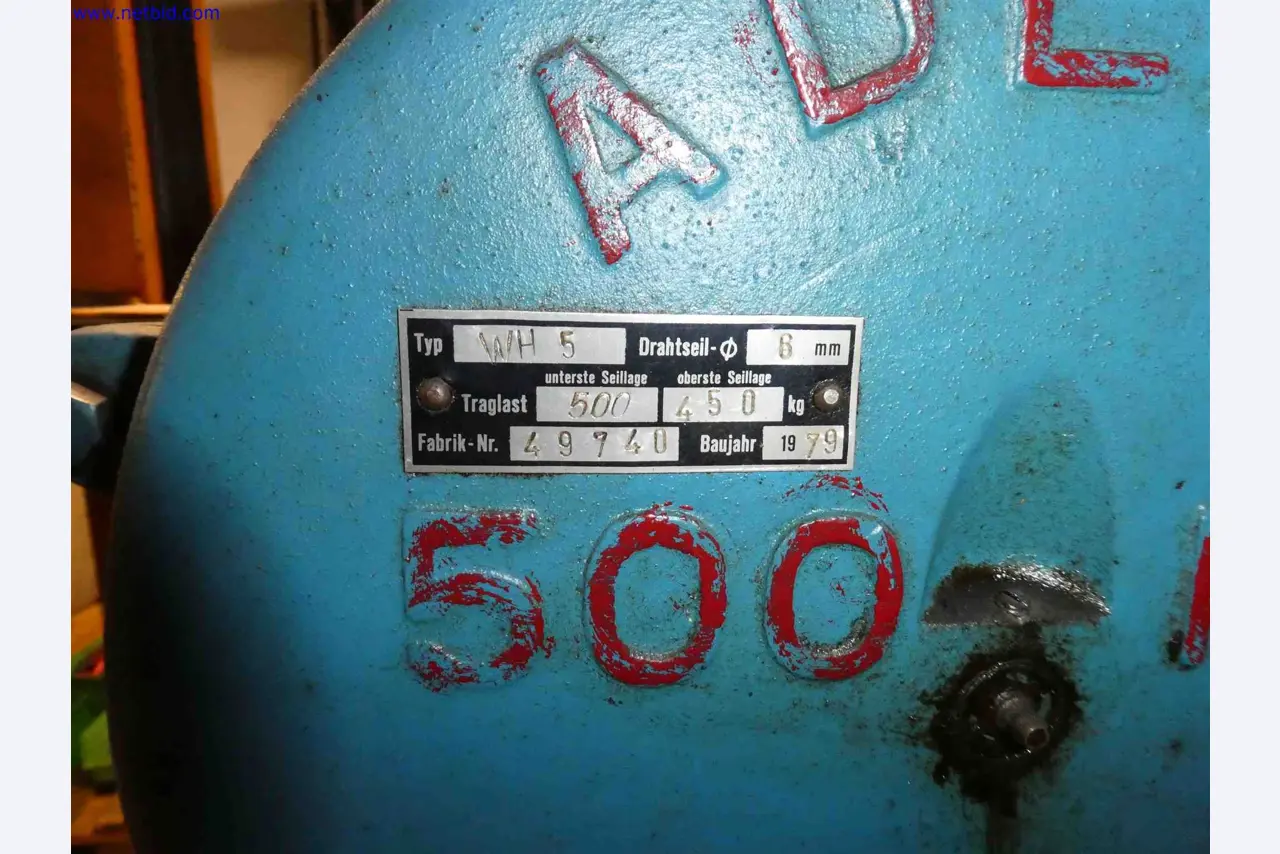 www.netbid.com
ADL
Typ WH 5 Drahtseil-Φ 6 mm
unterste Seillage oberste Seillage
Traglast 500 450 kg
Fabrik-Nr. 49740 Baujahr 1979
500